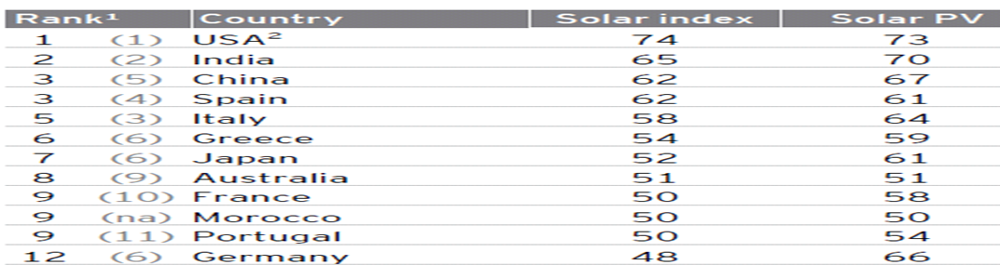 Rank¹ Country Solar index Solar PV
1 (1) USA² 74 73
2 (2) India 65 70
3 (5) China 62 67
3 (4) Spain 62 61
5 (3) Italy 58 64
6 (6) Greece 54 59
7 (6) Japan 52 61
8 (9) Australia 51 51
9 (10) France 50 58
9 (na) Morocco 50 50
9 (11) Portugal 50 54
12 (6) Germany 48 66